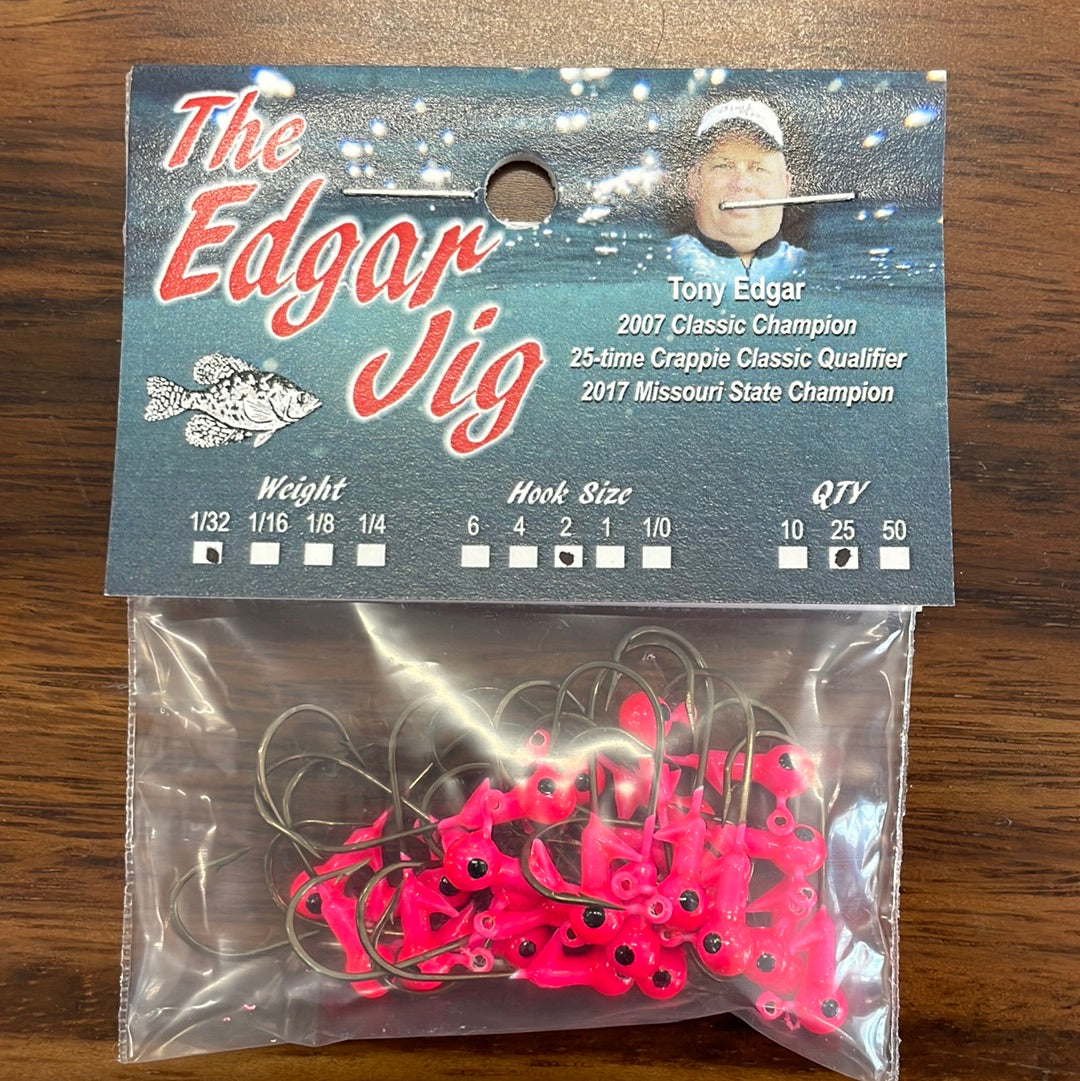 The
Edgar
Jig
Tony Edgar
2007 Classic Champion
25-time Crappie Classic Qualifier
2017 Missouri State Champion
Weight
1/32 1/16 1/8 1/4
Hook Size
6 4 2 1 1/0
QTY
10 25 50